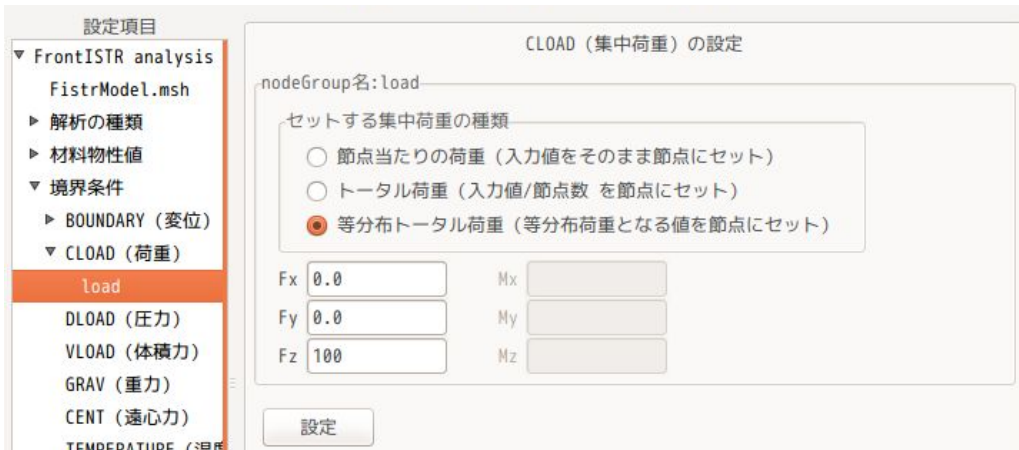 設定項目
▼ FrontISTR analysis
FistrModel.msh
▶ 解析の種類
▶ 材料物性値
▼ 境界条件
▶ BOUNDARY (変位)
▼ CLOAD (荷重)
load
DLOAD (圧力)
VLOAD (体積力)
GRAV (重力)
CENT (遠心力)
TEMPERATURE (温度
CLOAD (集中荷重) の設定
nodeGroup名:load
セットする集中荷重の種類
節点当たりの荷重 (入力値をそのまま節点にセット)
トータル荷重 (入力値/節点数 を節点にセット)
等分布トータル荷重 (等分布荷重となる値を節点にセット)
Fx 0.0 Mx
Fy 0.0 My
Fz 100 Mz
設定